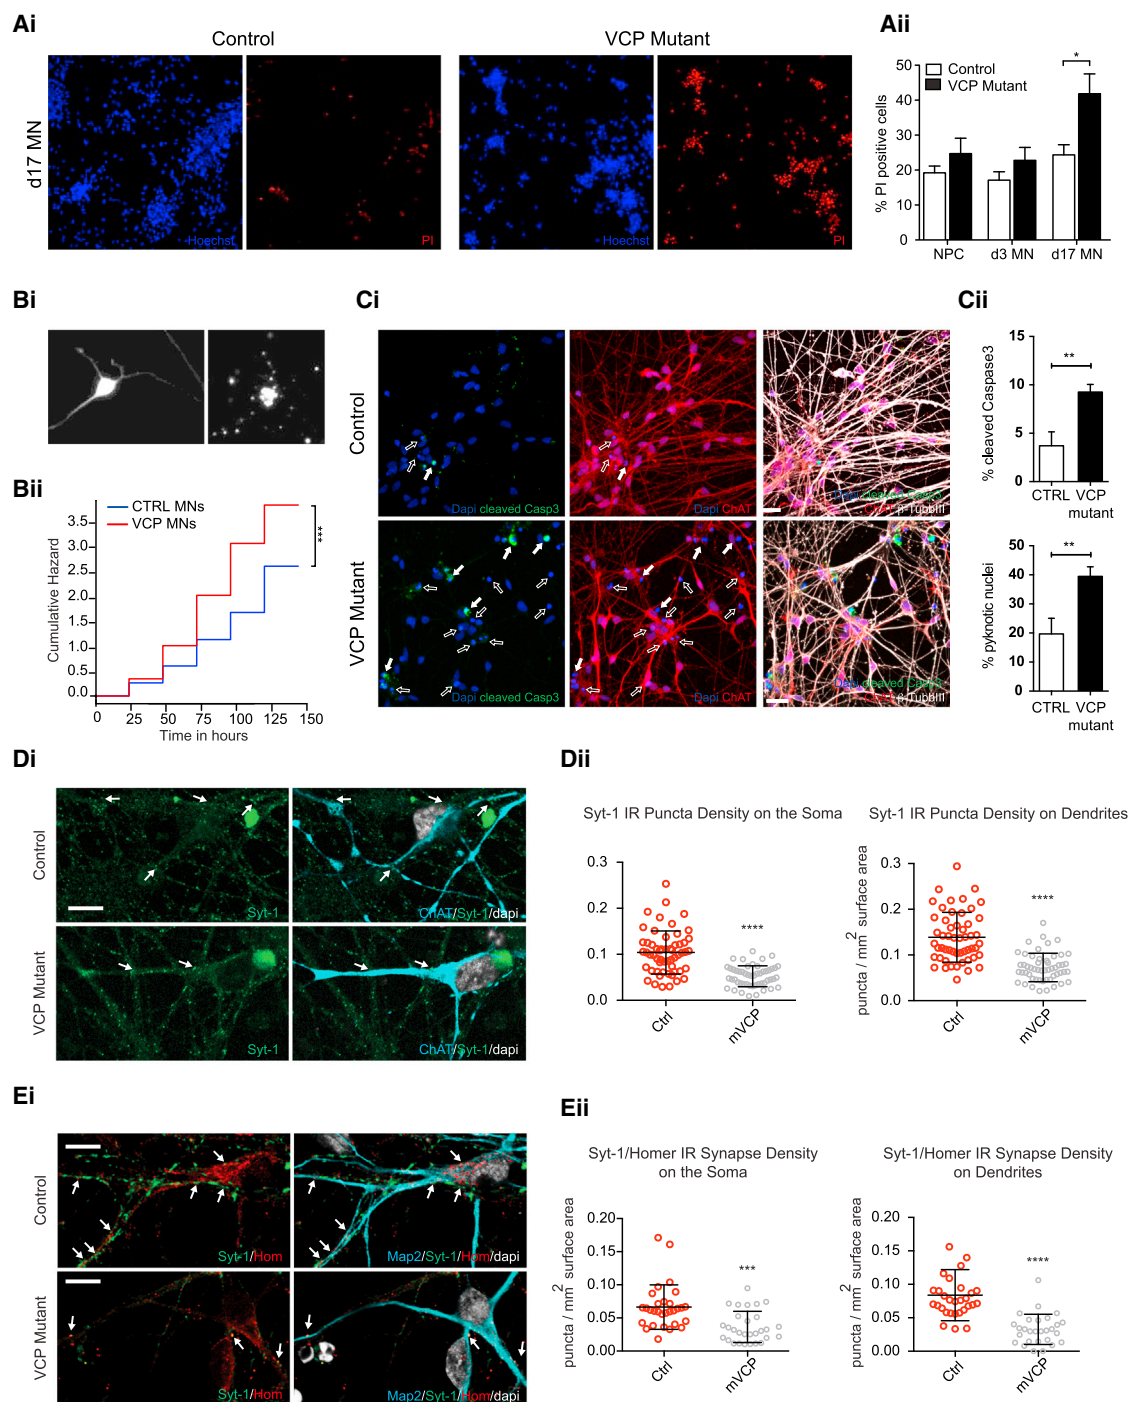 Ai
Control
VCP Mutant
d17 MN
Hoechst
PI
Hoechst
PI
Aii
Control
VCP Mutant
*
% PI positive cells
50
40
30
20
10
0
NPC
d3 MN
d17 MN
Bi
Bii
CTRL MNs
VCP MNs
***
Cumulative Hazard
3.5
3.0
2.5
2.0
1.5
1.0
0.5
0.0
0
25
50
75
100
125
150
Time in hours
Ci
Control
Dapi cleaved Casp3
Dapi ChAT
Dapi cleaved Casp3
ChAT β-TubbIII
VCP Mutant
Dapi cleaved Casp3
Dapi ChAT
Dapi cleaved Casp3
ChAT β-TubbIII
Cii
% cleaved Caspase3
15
10
5
0
**
CTRL
VCP
mutant
% pyknotic nuclei
50
40
30
20
10
0
**
CTRL
VCP
mutant
Di
Control
Syt-1
ChAT/Syt-1/dapi
VCP Mutant
Syt-1
ChAT/Syt-1/dapi
Dii
Syt-1 IR Puncta Density on the Soma
0.3
0.2
0.1
0.0
****
Ctrl
mVCP
Syt-1 IR Puncta Density on Dendrites
puncta / mm2 surface area
0.3
0.2
0.1
0.0
****
Ctrl
mVCP
Ei
Control
Syt-1/Hom
Map2/Syt-1/Hom/dapi
VCP Mutant
Syt-1/Hom
Map2/Syt-1/Hom/dapi
Eii
Syt-1/Homer IR Synapse Density
on the Soma
puncta / mm2 surface area
0.20
0.15
0.10
0.05
0.00
***
Ctrl
mVCP
Syt-1/Homer IR Synapse Density
on Dendrites
puncta / mm2 surface area
0.20
0.15
0.10
0.05
0.00
****
Ctrl
mVCP